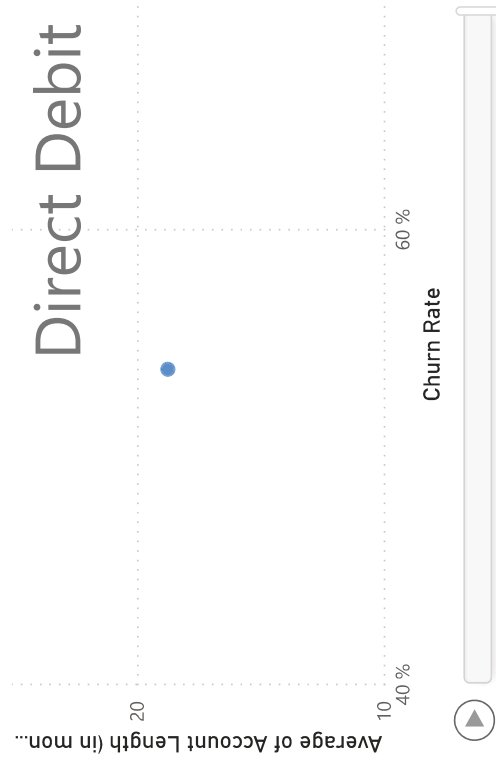 Direct Debit
Average of Account Length (in mon...
20
10
40 %
60 %
Churn Rate